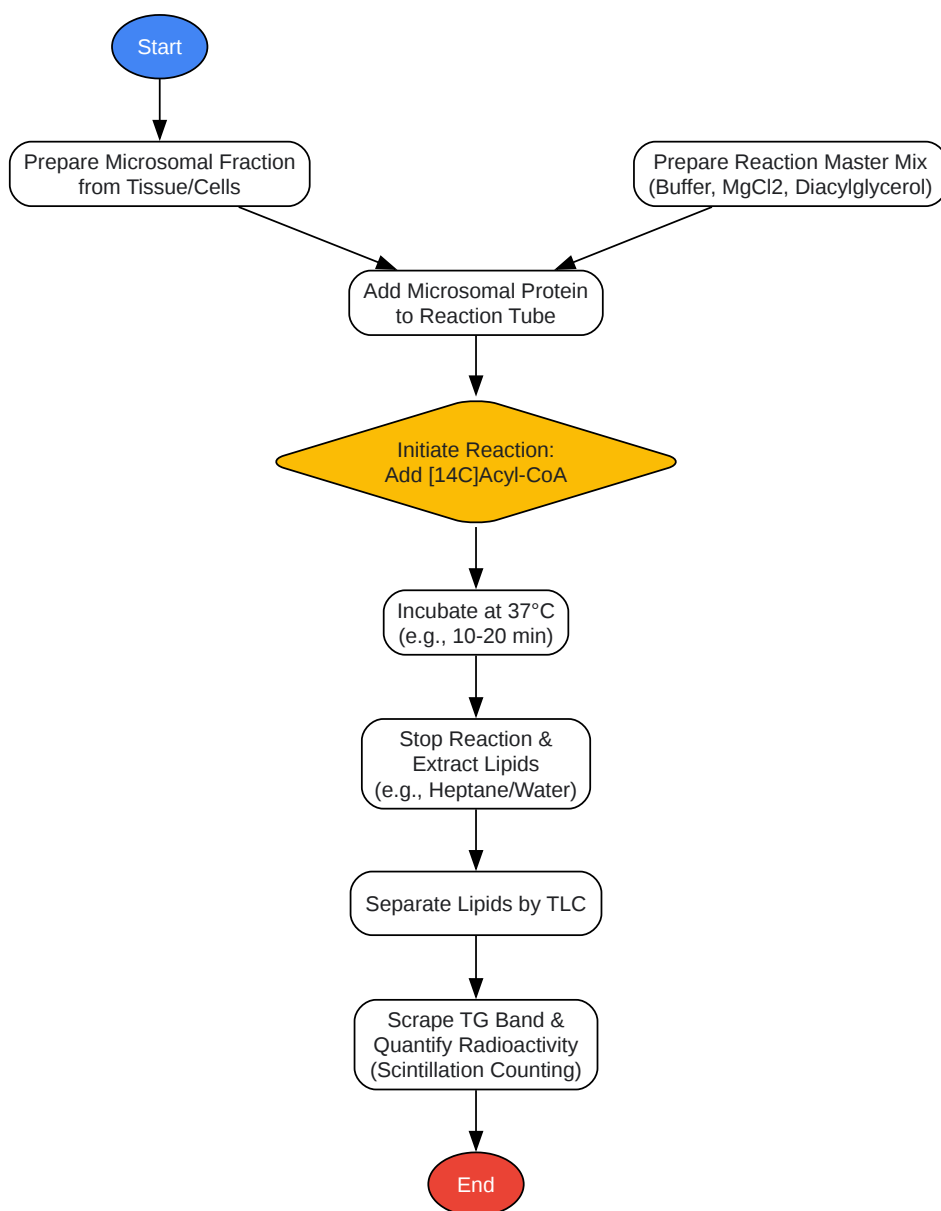 Start
Prepare Microsomal Fraction
from Tissue/Cells
Prepare Reaction Master Mix
(Buffer, MgCl2, Diacylglycerol)
Add Microsomal Protein
to Reaction Tube
Initiate Reaction:
Add [14C]Acyl-CoA
Incubate at 37°C
(e.g., 10-20 min)
Stop Reaction &
Extract Lipids
(e.g., Heptane/Water)
Separate Lipids by TLC
Scrape TG Band &
Quantify Radioactivity
(Scintillation Counting)
End